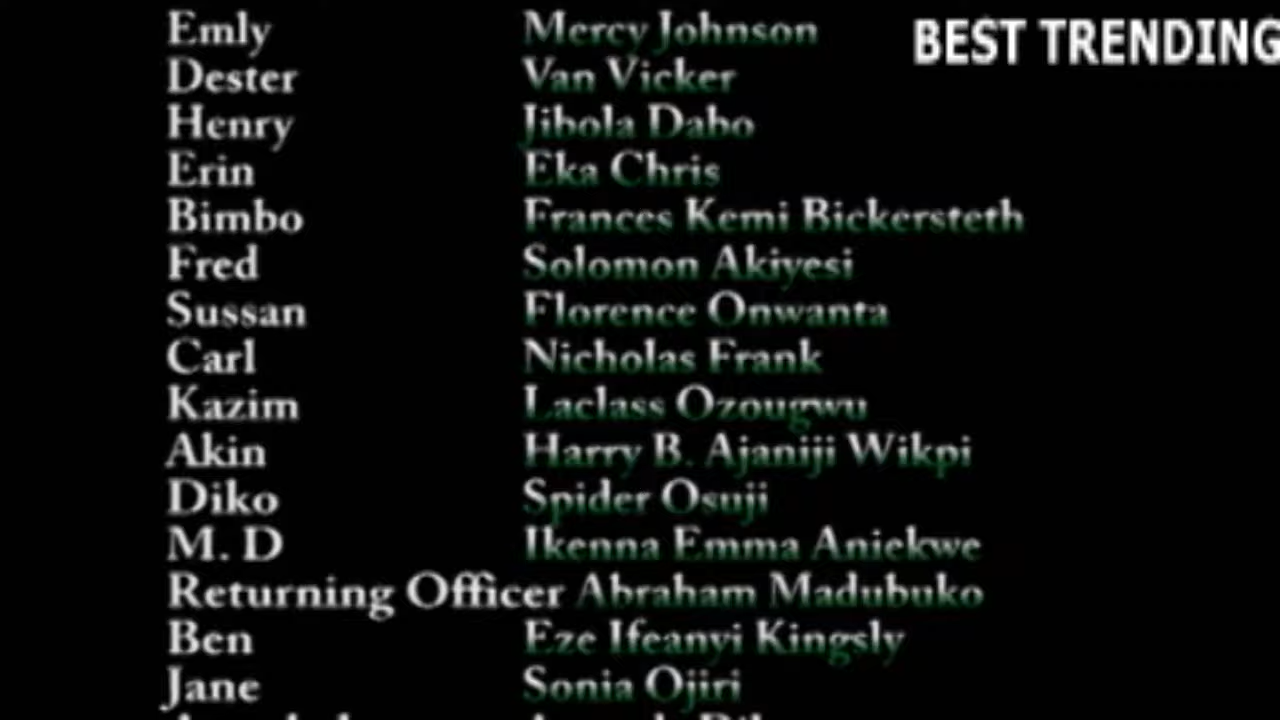 Emly Mercy Johnson
BEST TRENDING
Dester Van Vicker
Henry Jibola Dabo
Erin Eka Chris
Bimbo Frances Kemi Bickersteth
Fred Solomon Akiyesi
Sussan Florence Onwanta
Carl Nicholas Frank
Kazim Laclass Ozougwu
Akin Harry B. Ajaniji Wikpi
Diko Spider Osuji
M. D Ikenna Emma Aniekwe
Returning Officer Abraham Madubuko
Ben Eze Ifeanyi Kingsly
Jane Sonia Ojiri